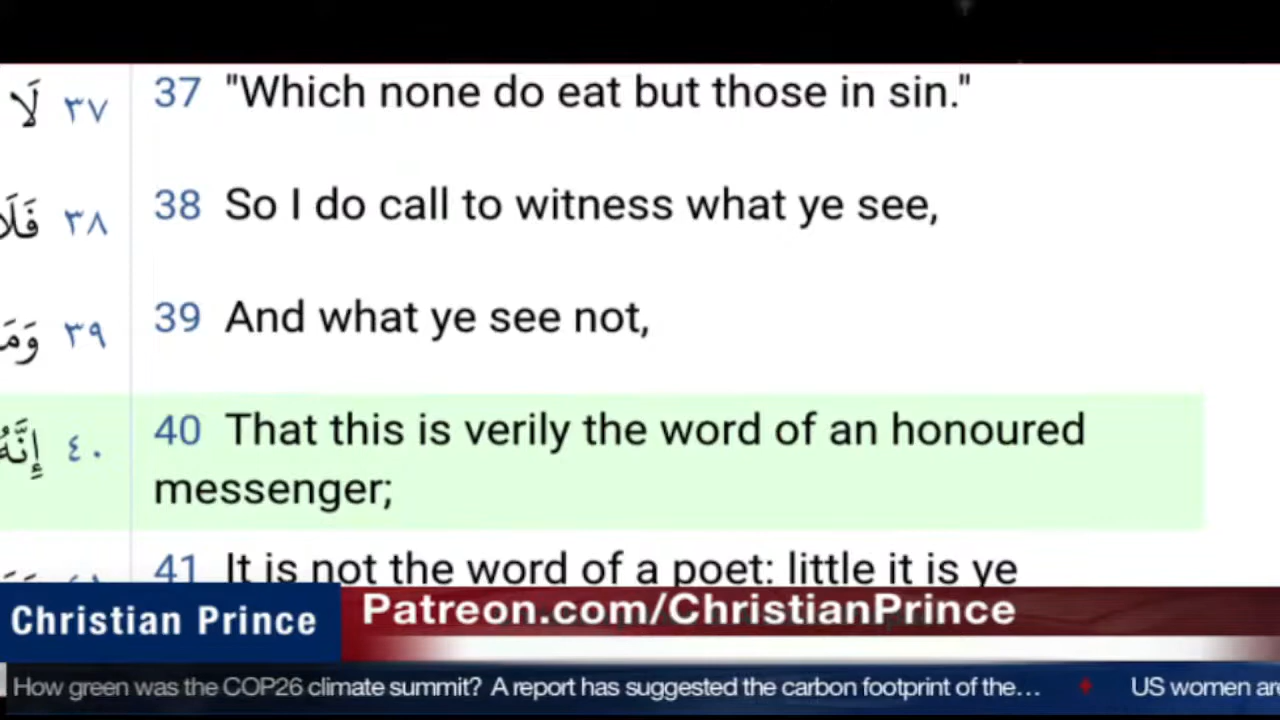 37 "Which none do eat but those in sin."
لَا ٣٧
38 So I do call to witness what ye see,
فَلَا ٣٨
39 And what ye see not,
وَمَ ٣٩
40 That this is verily the word of an honoured
messenger;
إِنَّهُ ٤٠
41 It is not the word of a poet: little it is ye
Christian Prince
Patreon.com/ChristianPrince
How green was the COP26 climate summit? A report has suggested the carbon footprint of the...
US women are